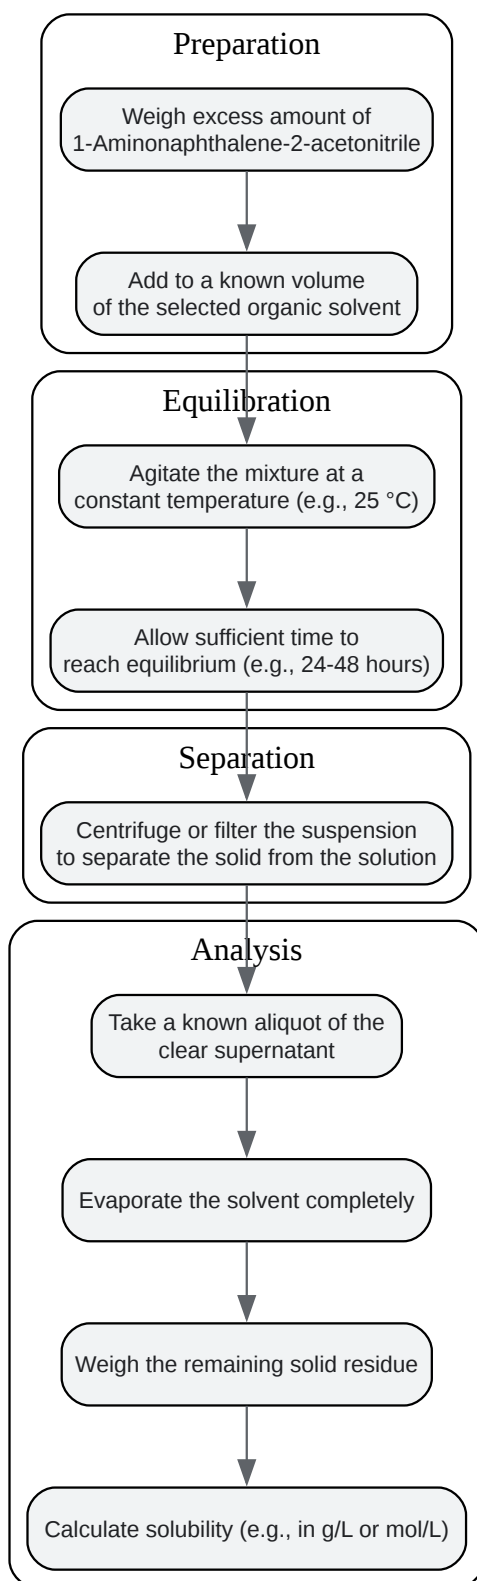 Preparation
Weigh excess amount of
1-Aminonaphthalene-2-acetonitrile
Add to a known volume
of the selected organic solvent
Equilibration
Agitate the mixture at a
constant temperature (e.g., 25 °C)
Allow sufficient time to
reach equilibrium (e.g., 24-48 hours)
Separation
Centrifuge or filter the suspension
to separate the solid from the solution
Analysis
Take a known aliquot of the
clear supernatant
Evaporate the solvent completely
Weigh the remaining solid residue
Calculate solubility (e.g., in g/L or mol/L)